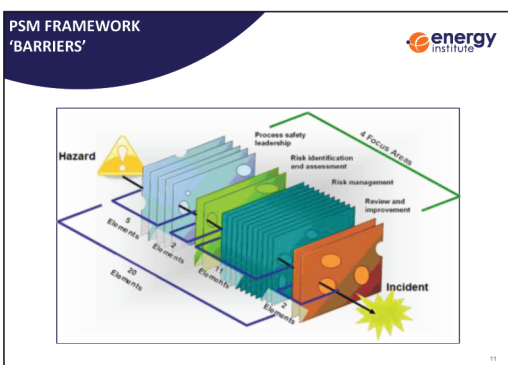 PSM FRAMEWORK
‘BARRIERS’
energy
institute
Hazard
Process safety
leadership
4 Focus Areas
Risk identification
and assessment
Risk management
Review and
improvement
5
Elements
2
Elements
11
Elements
2
Elements
20
Elements
Incident
11